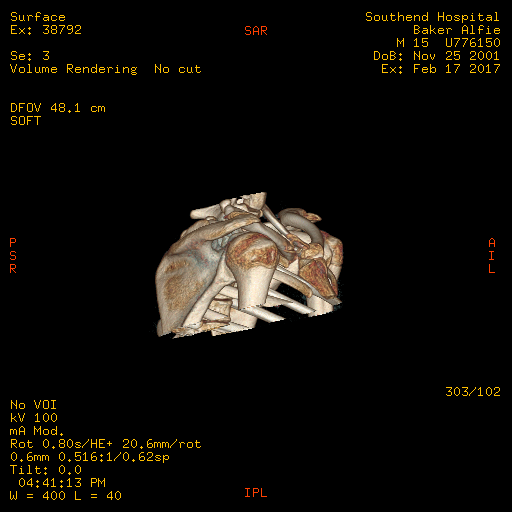 Surface
Ex: 38792
Se: 3
Volume Rendering No cut
DFOV 48.1 cm
SOFT
SAR
Southend Hospital
Baker Alfie
M 15 U776150
DoB: Nov 25 2001
Ex: Feb 17 2017
P
S
R
A
I
L
303/102
No VOI
kV 100
mA Mod.
Rot 0.80s/HE+ 20.6mm/rot
0.6mm 0.516:1/0.62sp
Tilt: 0.0
04:41:13 PM
W = 400 L = 40
IPL